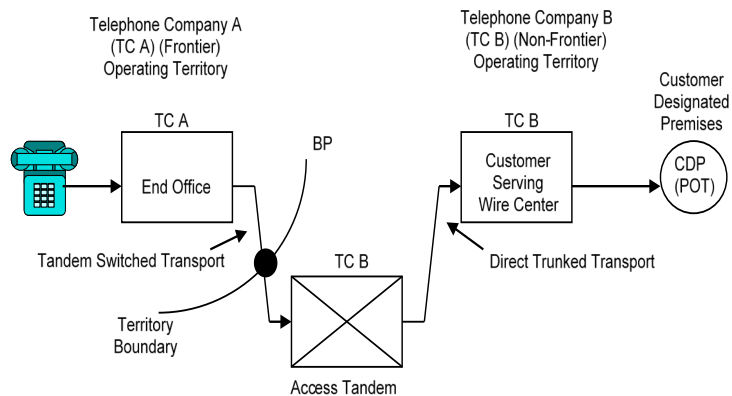 Telephone Company A
(TC A) (Frontier)
Operating Territory
Telephone Company B
(TC B) (Non-Frontier)
Operating Territory
Customer
Designated
Premises
TC A
End Office
BP
TC B
Customer
Serving
Wire Center
CDP
(POT)
Tandem Switched Transport
TC B
Direct Trunked Transport
Territory
Boundary
Access Tandem